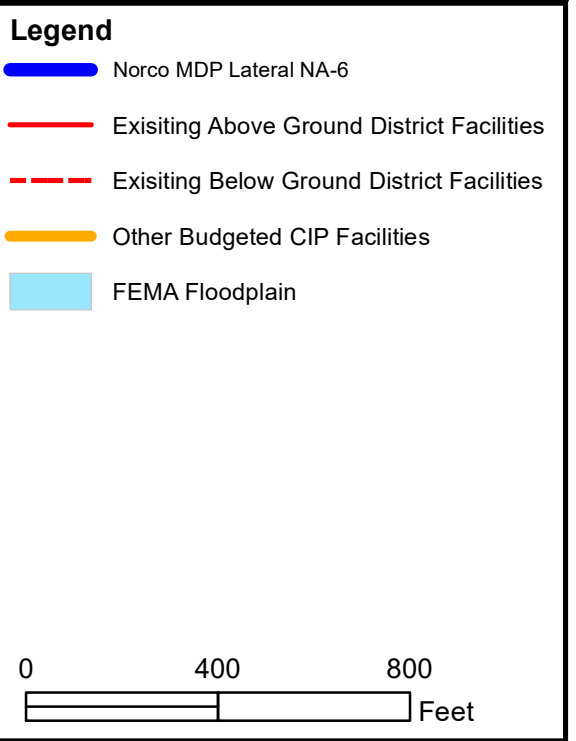 Legend
Norco MDP Lateral NA-6
Exisiting Above Ground District Facilities
Exisiting Below Ground District Facilities
Other Budgeted CIP Facilities
FEMA Floodplain
0 400 800
Feet